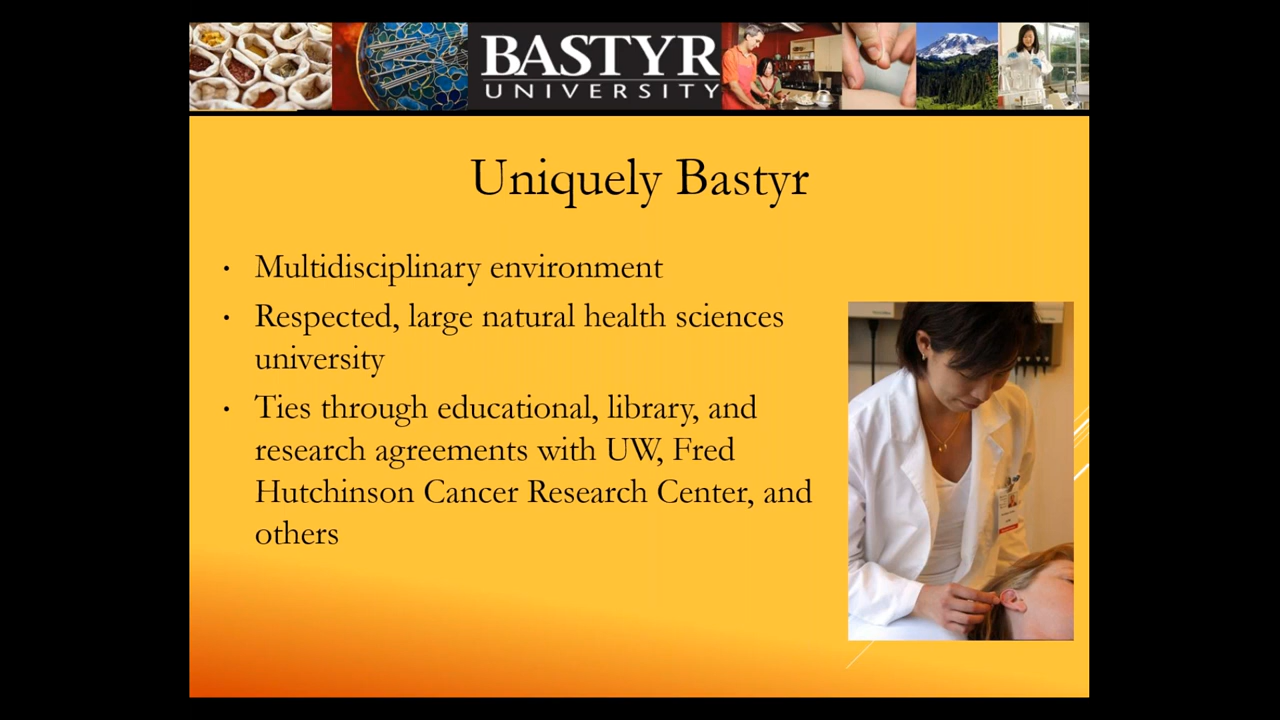 BASTYR
UNIVERSITY
Uniquely Bastyr
• Multidisciplinary environment
• Respected, large natural health sciences
university
• Ties through educational, library, and
research agreements with UW, Fred
Hutchinson Cancer Research Center, and
others